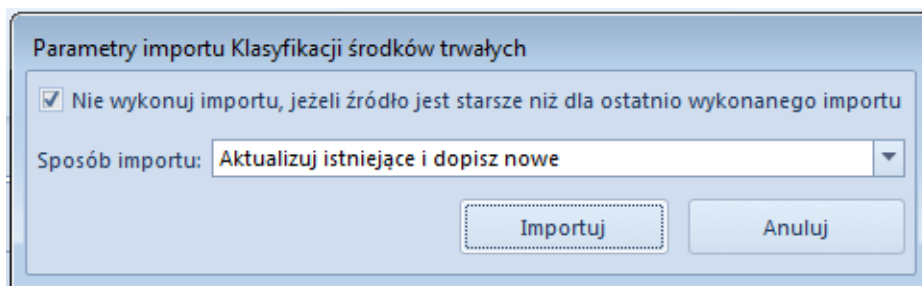 Parametry importu Klasyfikacji środków trwałych
Nie wykonuj importu, jeżeli źródło jest starsze niż dla ostatnio wykonanego importu
Sposób importu: Aktualizuj istniejące i dopisz nowe
Importuj Anuluj